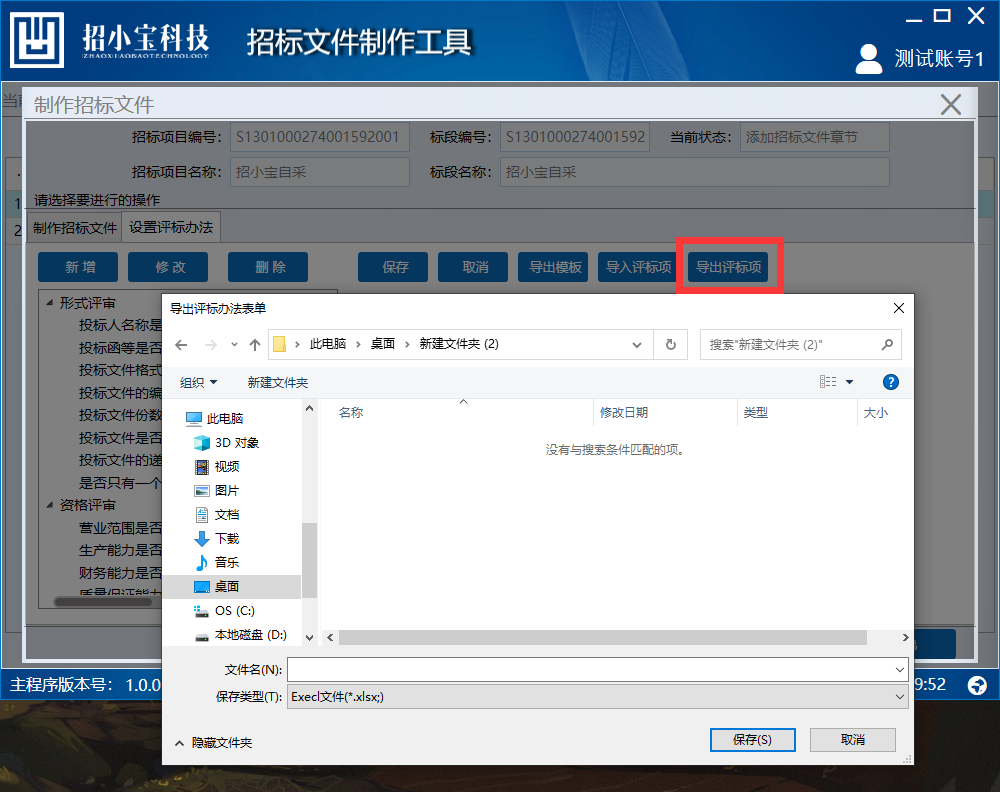 招小宝科技
ZHAOXIAOBAOTECHNOLOGY
招标文件制作工具
测试账号1
制作招标文件
招标项目编号: S1301000274001592001 标段编号: S1301000274001592 当前状态: 添加招标文件章节
招标项目名称: 招小宝自采 标段名称: 招小宝自采
请选择要进行的操作
制作招标文件 设置评标办法
新 增 修 改 删 除 保存 取消 导出模板 导入评标项 导出评标项
形式评审
投标人名称是
投标函等是否
投标文件格式
投标文件的编
投标文件份数
投标文件是否
投标文件的递
是否只有一个
资格评审
营业范围是否
生产能力是否
财务能力是否
质量保证能力
导出评标办法表单
此电脑 › 桌面 › 新建文件夹 (2)
搜索"新建文件夹 (2)"
组织 新建文件夹
名称 修改日期 类型 大小
没有与搜索条件匹配的项。
此电脑
3D 对象
视频
图片
文档
下载
音乐
桌面
OS (C:)
本地磁盘 (D:)
文件名(N):
保存类型(T): Execl文件(*.xlsx;)
隐藏文件夹
保存(S) 取消
主程序版本号: 1.0.0
9:52